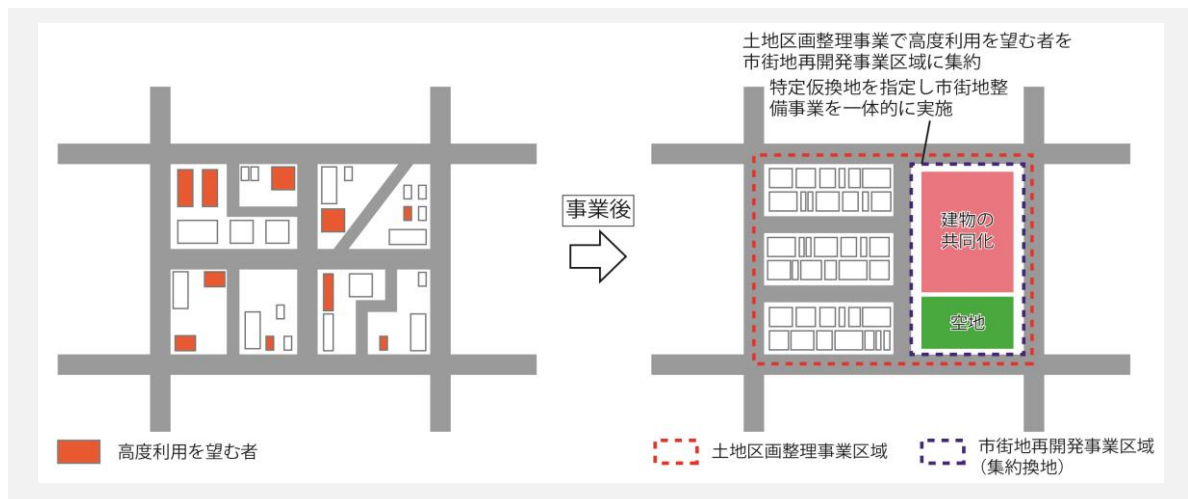 土地区画整理事業で高度利用を望む者を
市街地再開発事業区域に集約
特定仮換地を指定し市街地整
備事業を一体的に実施
事業後
建物の
共同化
空地
高度利用を望む者
土地区画整理事業区域
市街地再開発事業区域
(集約換地)